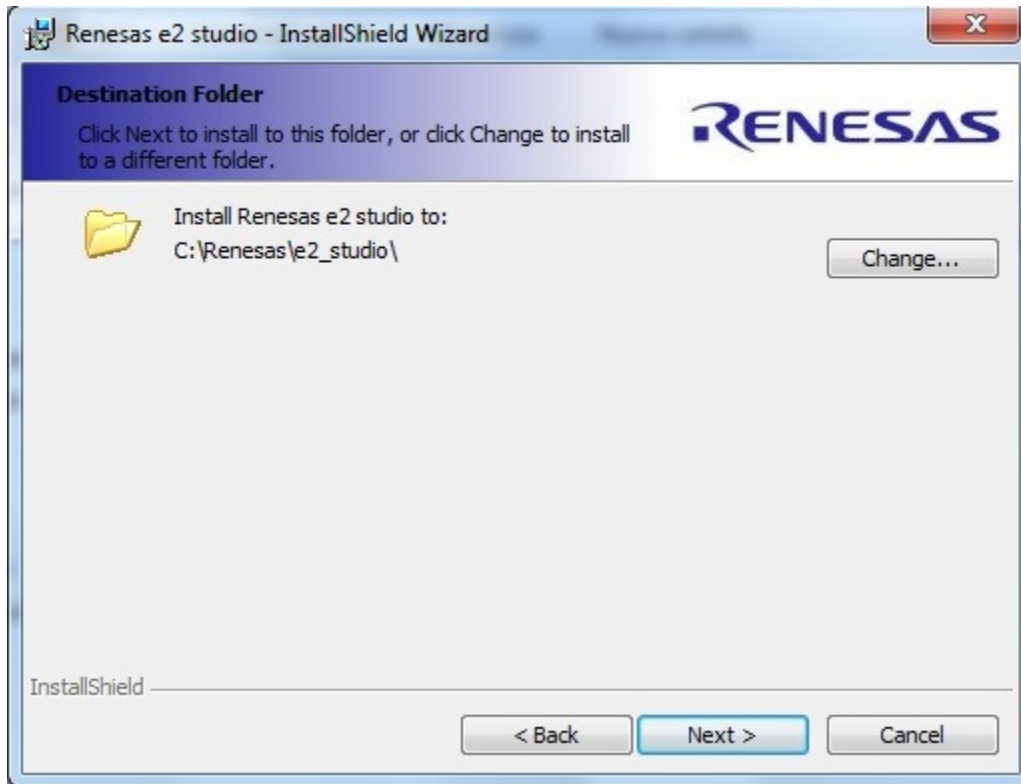 Renesas e2 studio - InstallShield Wizard
Destination Folder
Click Next to install to this folder, or click Change to install
to a different folder.
RENESAS
Install Renesas e2 studio to:
C:\Renesas\e2_studio\
Change...
InstallShield
< Back
Next >
Cancel